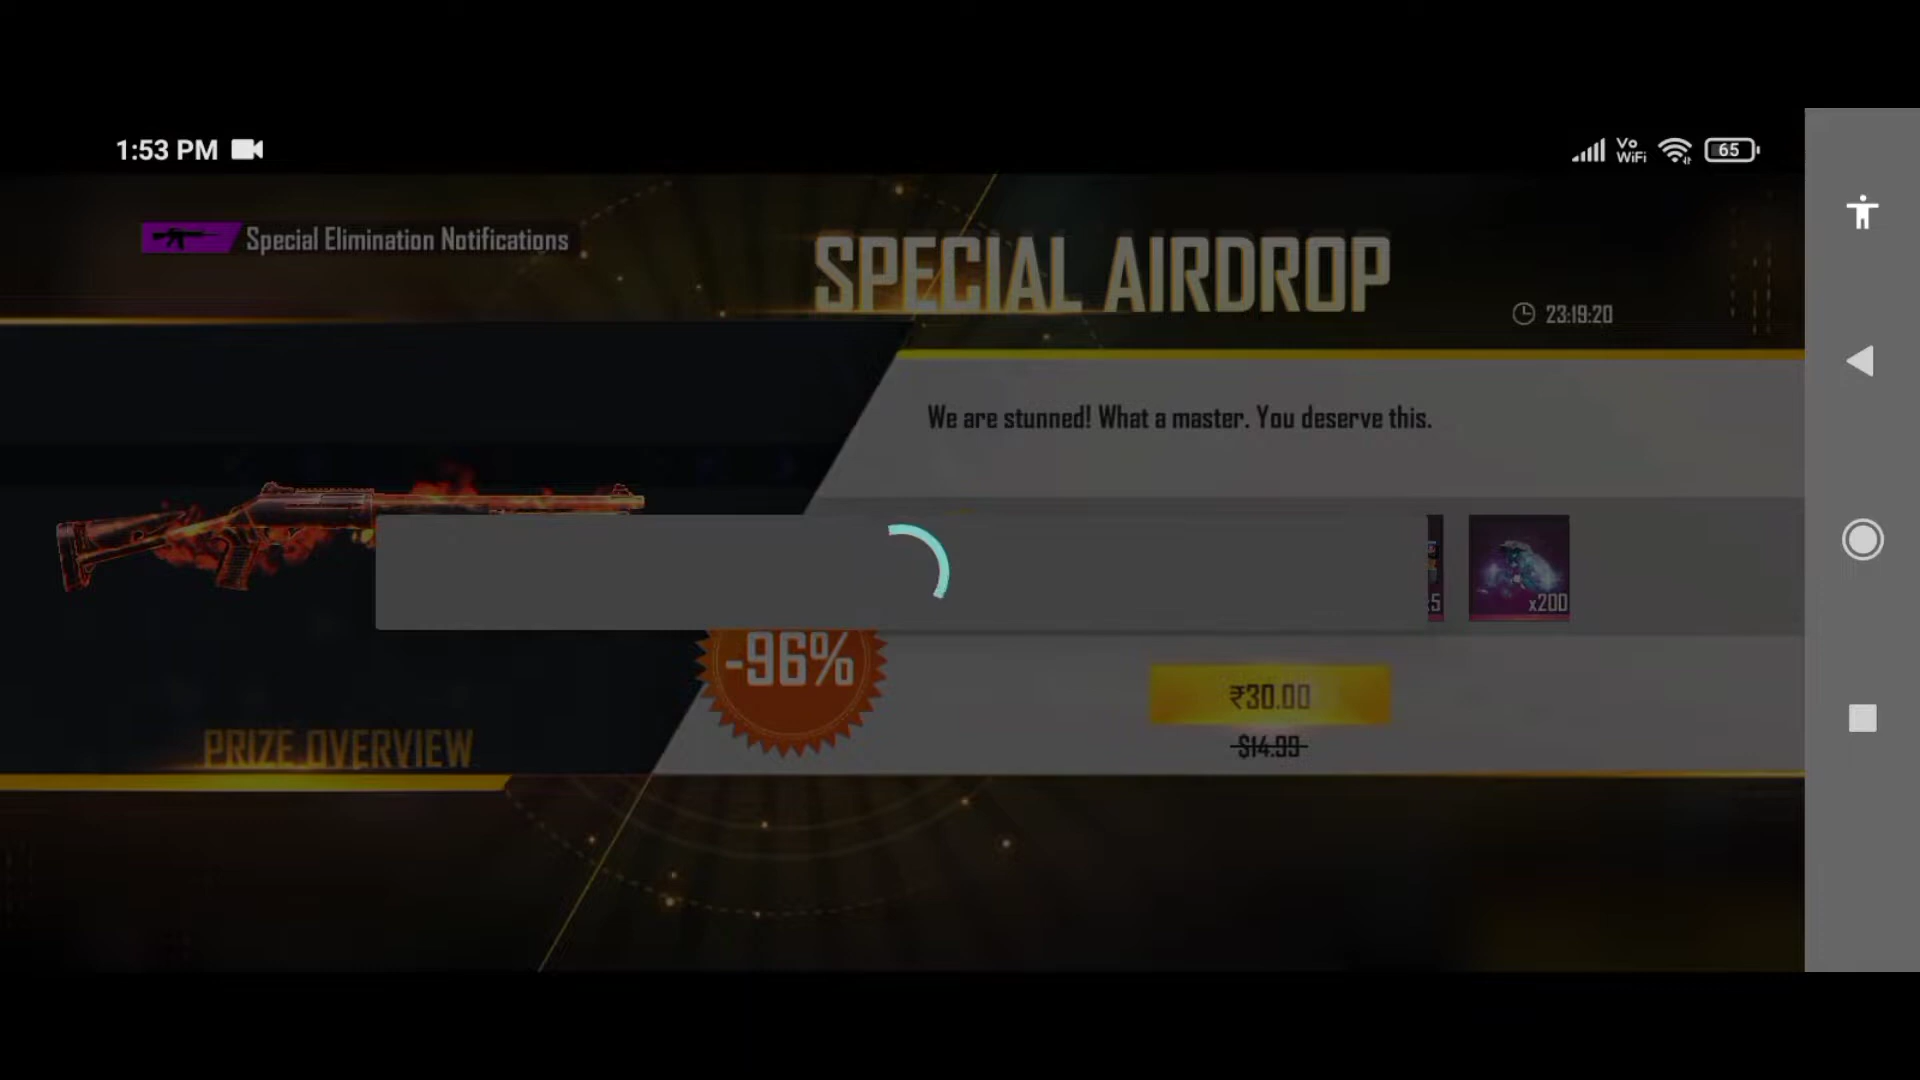 1:53 PM
Vo
WiFi
65
Special Elimination Notifications
SPECIAL AIRDROP
23:19:20
We are stunned! What a master. You deserve this.
x200
-96%
₹30.00
$14.99
PRIZE OVERVIEW